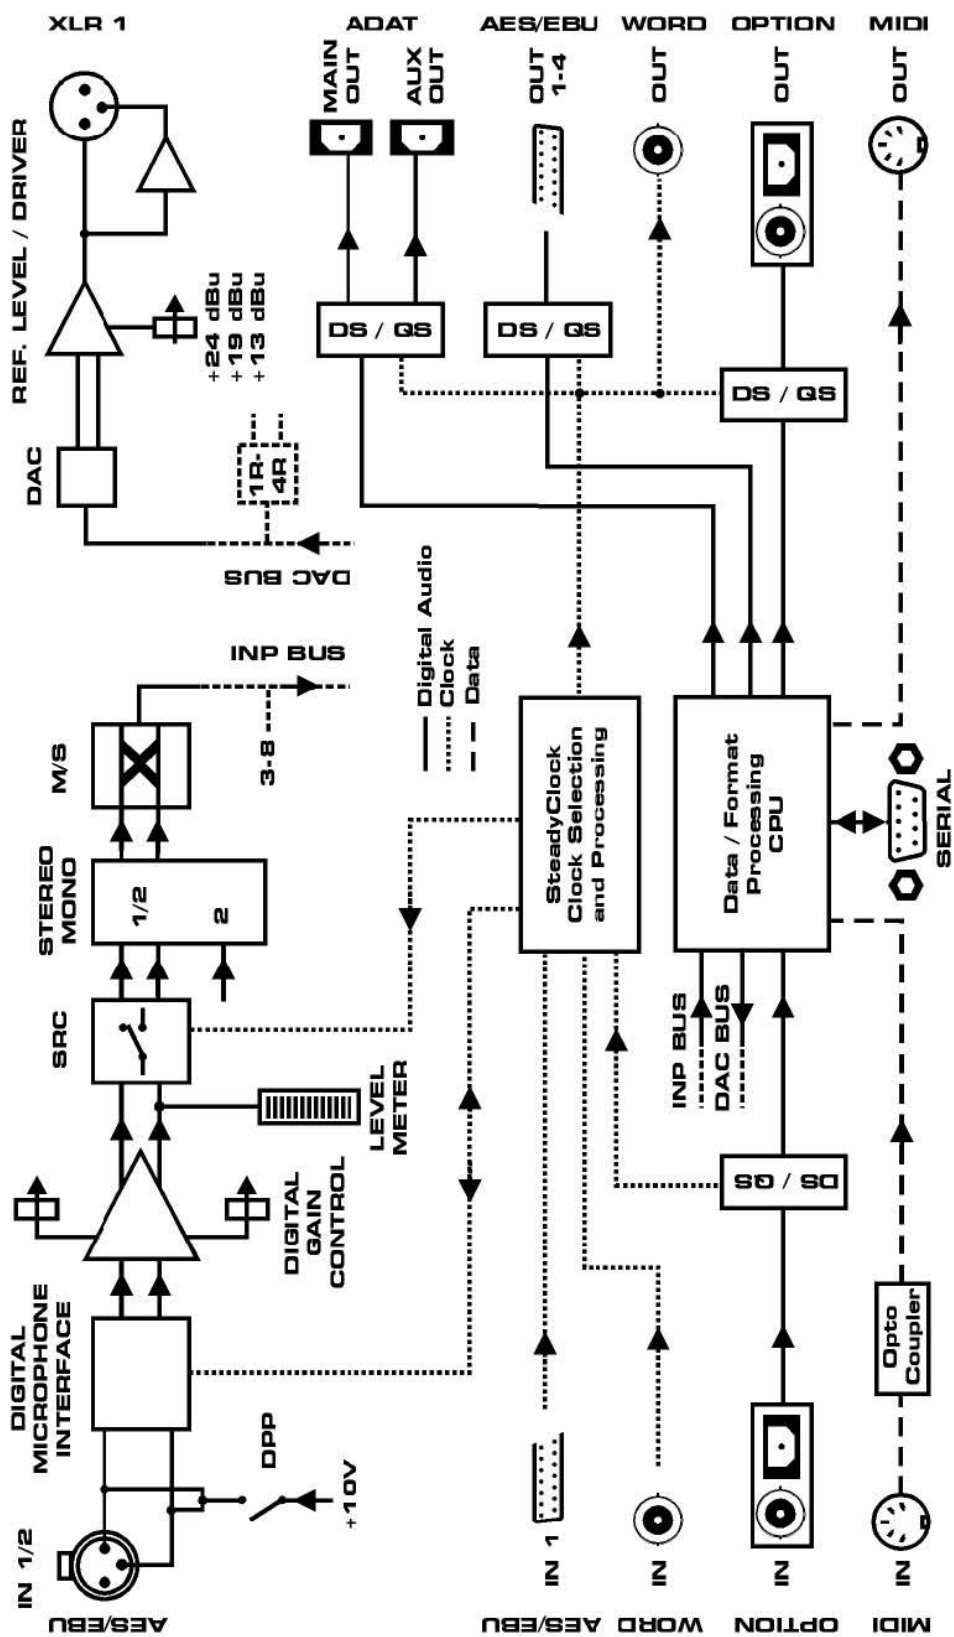 AES/EBU
IN 1/2
DIGITAL
MICROPHONE
INTERFACE
DPP
+10V
DIGITAL
GAIN
CONTROL
LEVEL
METER
SRC
STEREO
MONO
1/2
2
M/S
3-8
INP BUS
DAC BUS
1R-
4R
DAC
REF. LEVEL / DRIVER
+24 dBu
+19 dBu
+13 dBu
XLR 1
Digital Audio
Clock
Data
ADAT
MAIN
OUT
AUX
OUT
DS / QS
AES/EBU
OUT
1-4
DS / QS
WORD
OUT
OPTION
OUT
DS / QS
MIDI
OUT
SteadyClock
Clock Selection
and Processing
Data / Format
Processing
CPU
SERIAL
INP BUS
DAC BUS
DS / QS
Opto
Coupler
AES/EBU
IN 1
WORD
IN
OPTION
IN
MIDI
IN